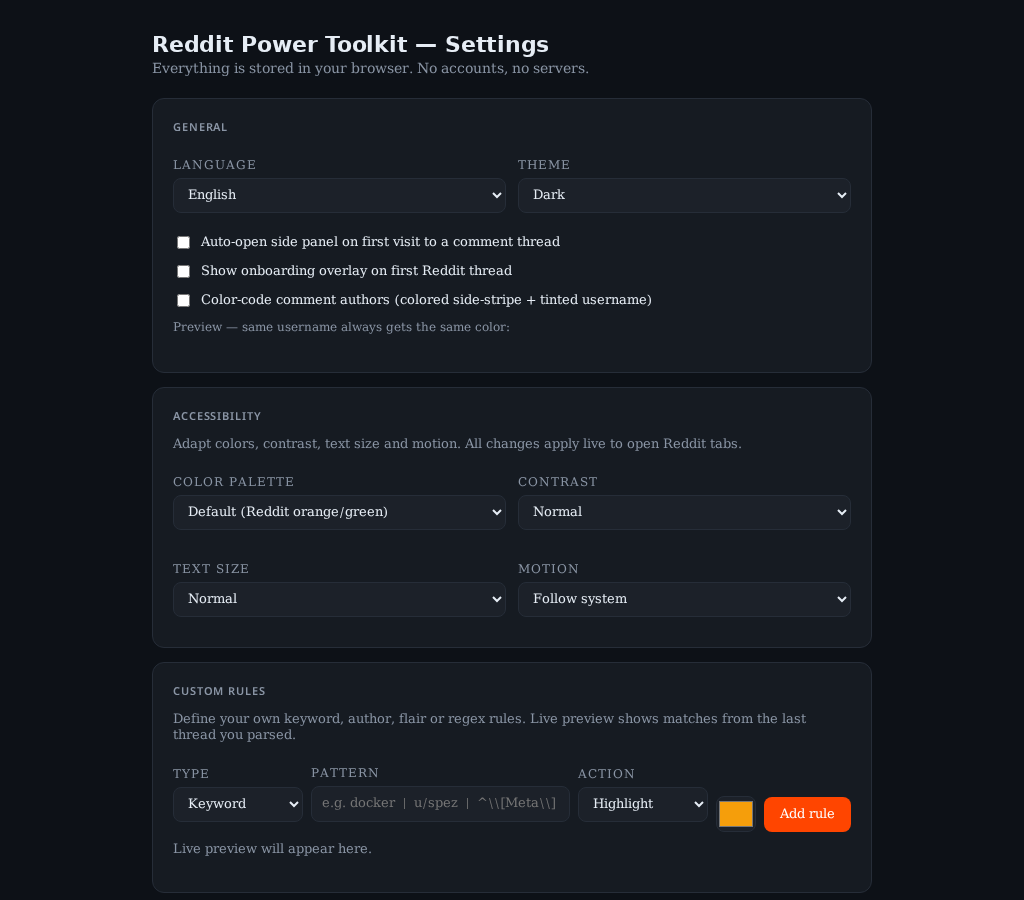 Reddit Power Toolkit — Settings
Everything is stored in your browser. No accounts, no servers.
GENERAL
LANGUAGE
THEME
English
Dark
Auto-open side panel on first visit to a comment thread
Show onboarding overlay on first Reddit thread
Color-code comment authors (colored side-stripe + tinted username)
Preview — same username always gets the same color:
ACCESSIBILITY
Adapt colors, contrast, text size and motion. All changes apply live to open Reddit tabs.
COLOR PALETTE
CONTRAST
Default (Reddit orange/green)
Normal
TEXT SIZE
MOTION
Normal
Follow system
CUSTOM RULES
Define your own keyword, author, flair or regex rules. Live preview shows matches from the last
thread you parsed.
TYPE
PATTERN
ACTION
Keyword
e.g. docker | u/spez | ^\\[Meta\\]
Highlight
Add rule
Live preview will appear here.